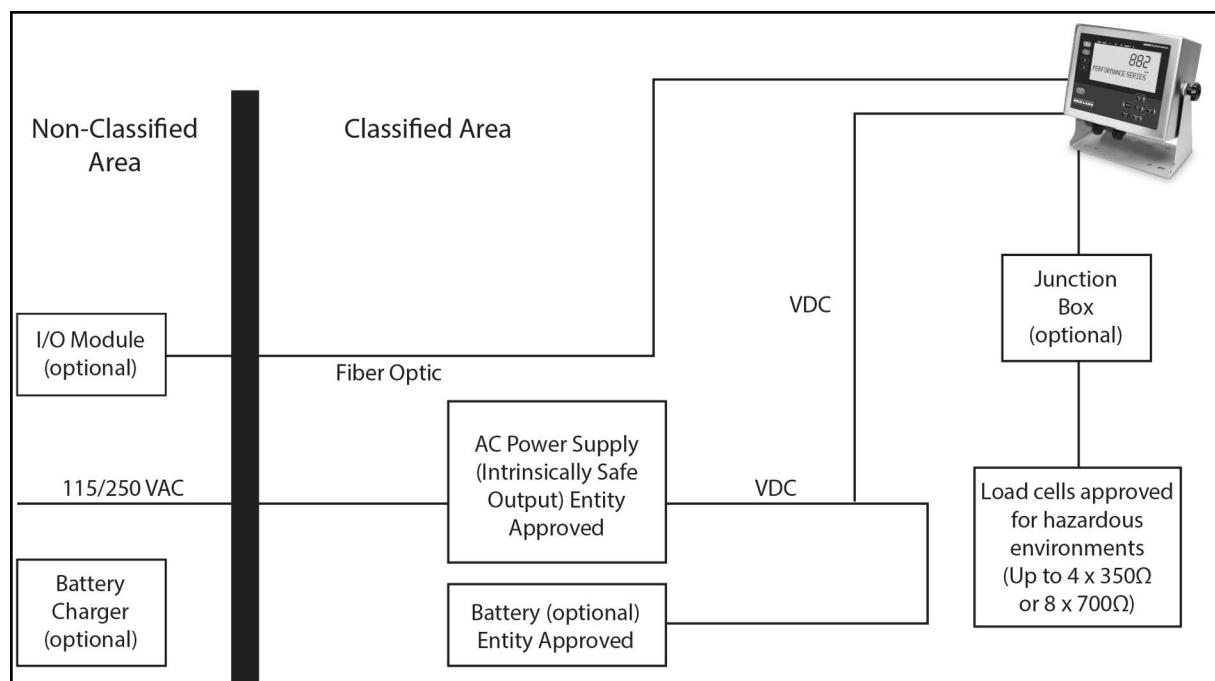 Non-Classified
Area
Classified Area
882
PERFORMANCE SERIES
RICE LAKE
I/O Module
(optional)
Fiber Optic
VDC
Junction
Box
(optional)
115/250 VAC
AC Power Supply
(Intrinsically Safe
Output) Entity
Approved
VDC
Load cells approved
for hazardous
environments
(Up to 4 x 350Ω
or 8 x 700Ω)
Battery
Charger
(optional)
Battery (optional)
Entity Approved